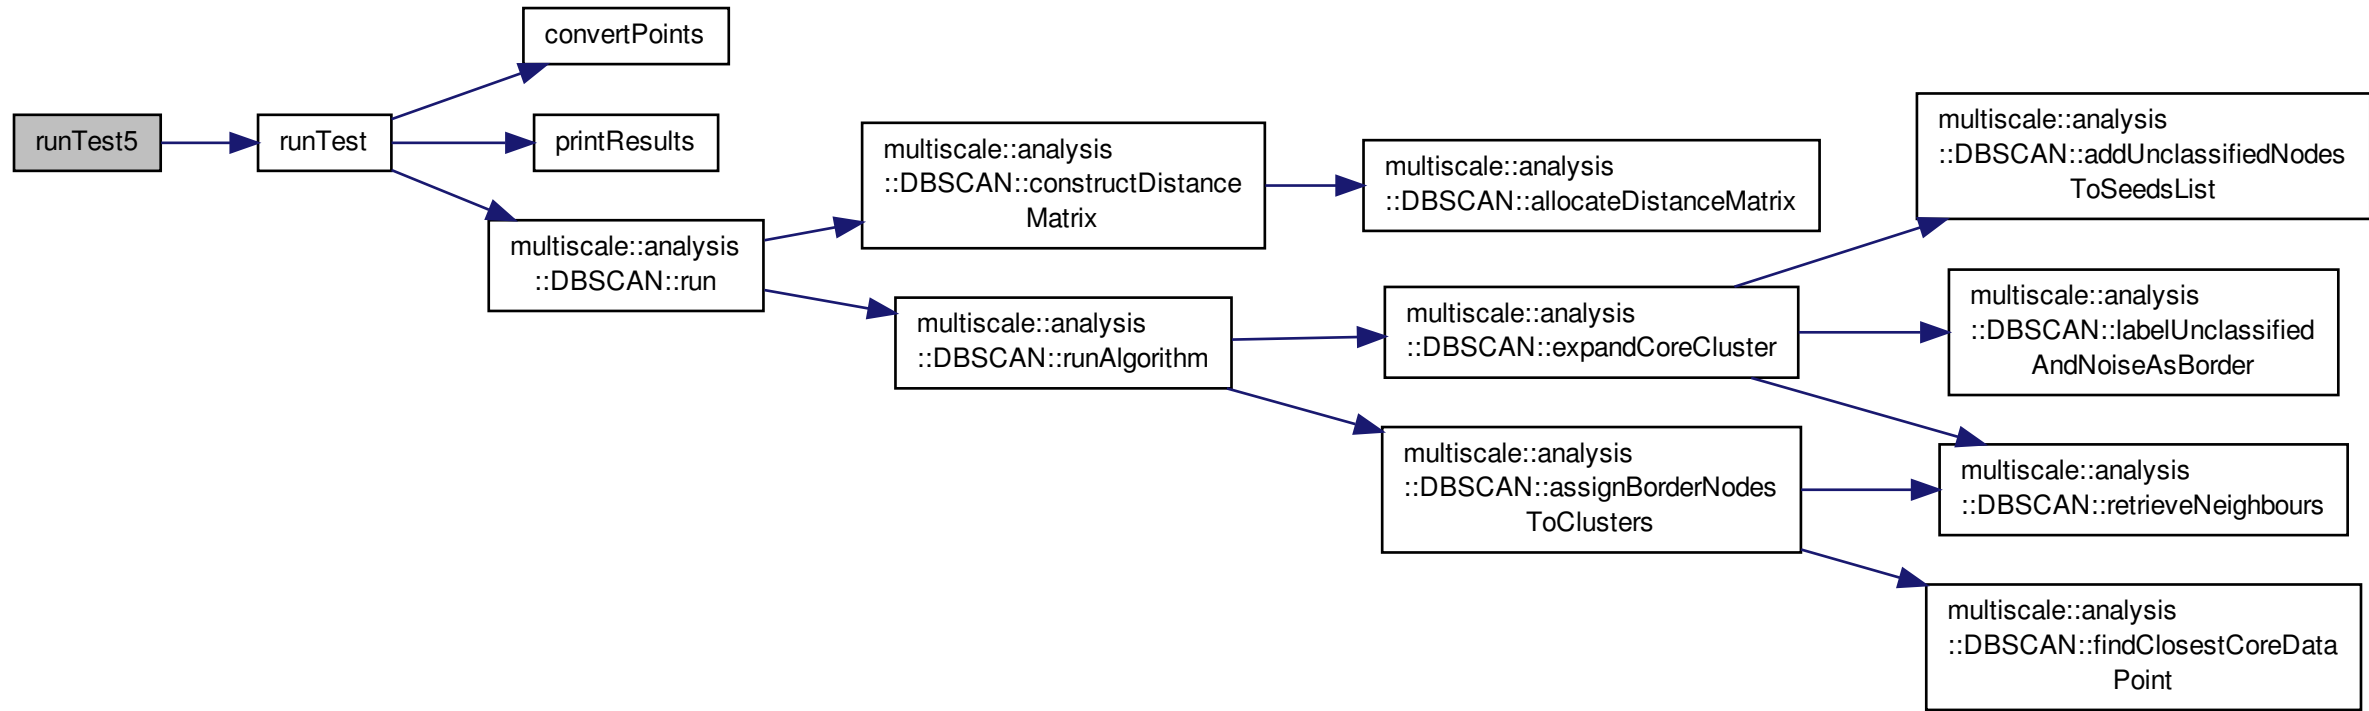 runTest5
runTest
convertPoints
printResults
multiscale::analysis
::DBSCAN::run
multiscale::analysis
::DBSCAN::constructDistance
Matrix
multiscale::analysis
::DBSCAN::runAlgorithm
multiscale::analysis
::DBSCAN::allocateDistanceMatrix
multiscale::analysis
::DBSCAN::expandCoreCluster
multiscale::analysis
::DBSCAN::assignBorderNodes
ToClusters
multiscale::analysis
::DBSCAN::addUnclassifiedNodes
ToSeedsList
multiscale::analysis
::DBSCAN::labelUnclassified
AndNoiseAsBorder
multiscale::analysis
::DBSCAN::retrieveNeighbours
multiscale::analysis
::DBSCAN::findClosestCoreData
Point